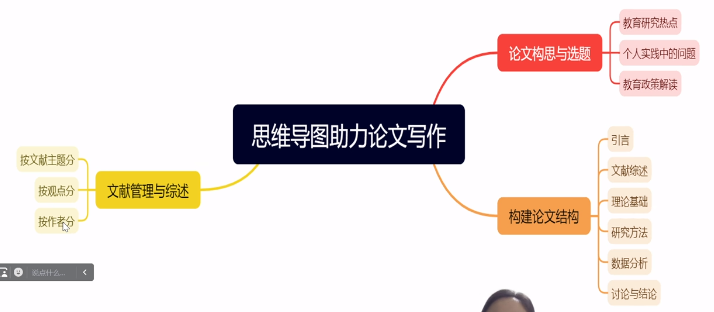 思维导图助力论文写作
论文构思与选题
教育研究热点
个人实践中的问题
教育政策解读
构建论文结构
引言
文献综述
理论基础
研究方法
数据分析
讨论与结论
文献管理与综述
按文献主题分
按观点分
按作者分
说点什么...